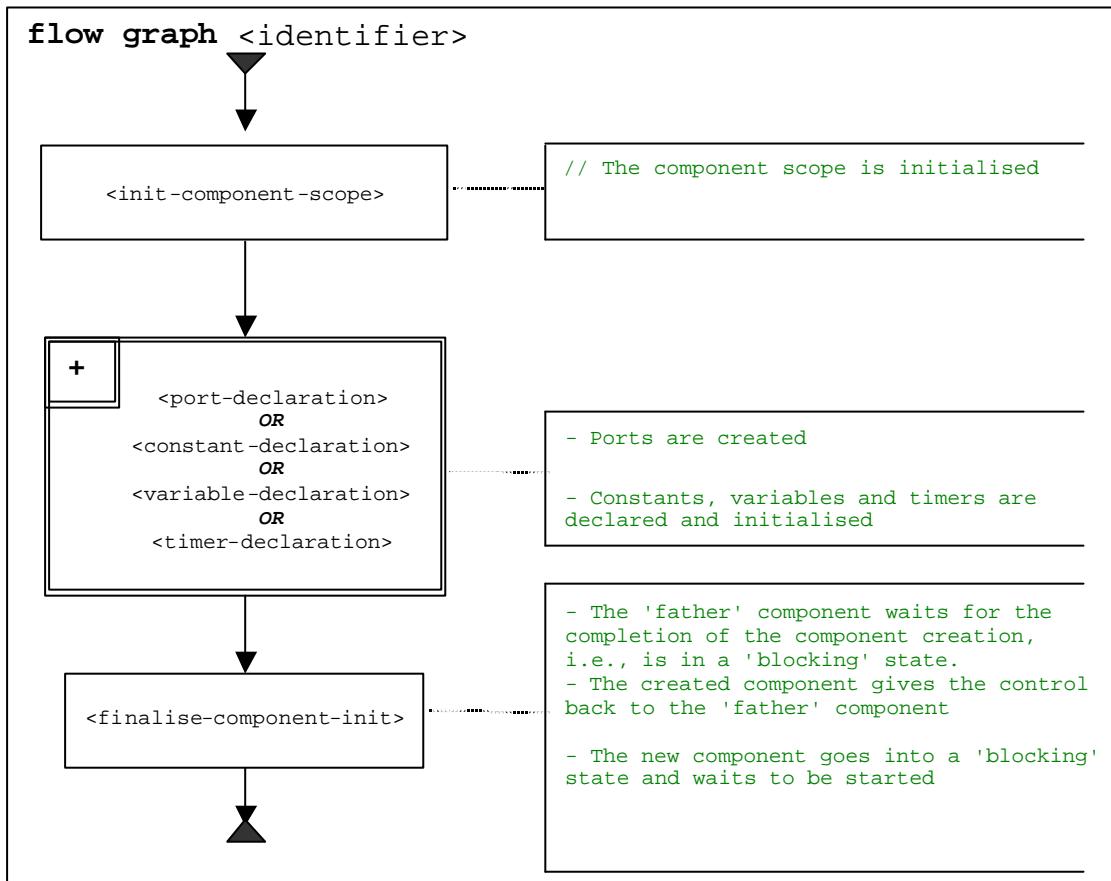 flow graph <identifier>
<init-component-scope>
// The component scope is initialised
+
<port-declaration>
OR
<constant-declaration>
OR
<variable-declaration>
OR
<timer-declaration>
- Ports are created
- Constants, variables and timers are
declared and initialised
<finalise-component-init>
- The 'father' component waits for the
completion of the component creation,
i.e., is in a 'blocking' state.
- The created component gives the control
back to the 'father' component
- The new component goes into a 'blocking'
state and waits to be started